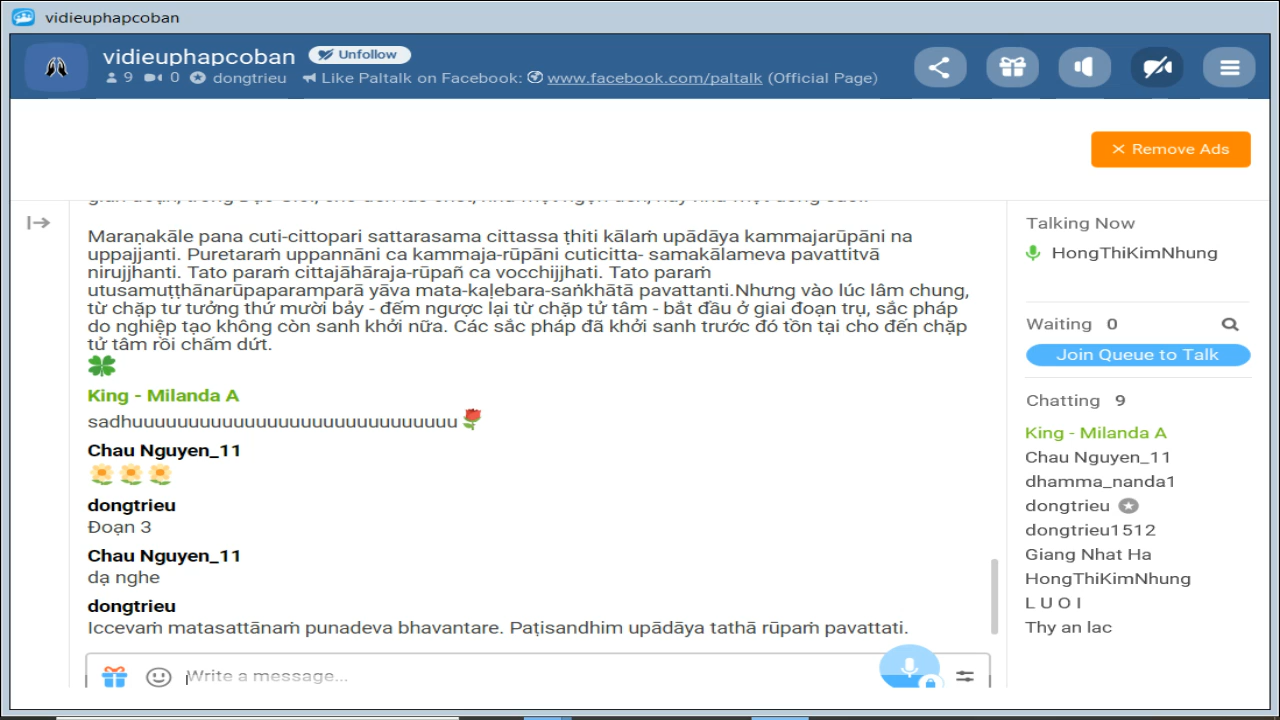 vidieuphapcoban
vidieuphapcoban Unfollow
9 0 dongtrieu Like Paltalk on Facebook: www.facebook.com/paltalk (Official Page)
Remove Ads
Maraṇakāle pana cuti-cittopari sattarasama cittassa ṭhiti kālaṁ upādāya kammajarūpāni na
uppajjanti. Puretaraṁ uppannāni ca kammaja-rūpāni cuticitta- samakālameva pavattitvā
nirujjhanti. Tato paraṁ cittajāhāraja-rūpañ ca vocchijjhati. Tato paraṁ
utusamuṭṭhānarūpaparamparā yāva mata-kaḷebara-saṅkhātā pavattanti.Nhưng vào lúc lâm chung,
từ chặp tư tưởng thứ mười bảy - đếm ngược lại từ chặp tử tâm - bắt đầu ở giai đoạn trụ, sắc pháp
do nghiệp tạo không còn sanh khởi nữa. Các sắc pháp đã khởi sanh trước đó tồn tại cho đến chặp
tử tâm rồi chấm dứt.
King - Milanda A
sadhuuuuuuuuuuuuuuuuuuuuuuuuuuuuu
Chau Nguyen_11
dongtrieu
Đoạn 3
Chau Nguyen_11
dạ nghe
dongtrieu
Iccevaṁ matasattānaṁ punadeva bhavantare. Paṭisandhim upādāya tathā rūpaṁ pavattati.
Write a message...
Talking Now
HongThiKimNhung
Waiting 0
Join Queue to Talk
Chatting 9
King - Milanda A
Chau Nguyen_11
dhamma_nanda1
dongtrieu
dongtrieu1512
Giang Nhat Ha
HongThiKimNhung
L U O I
Thy an lac